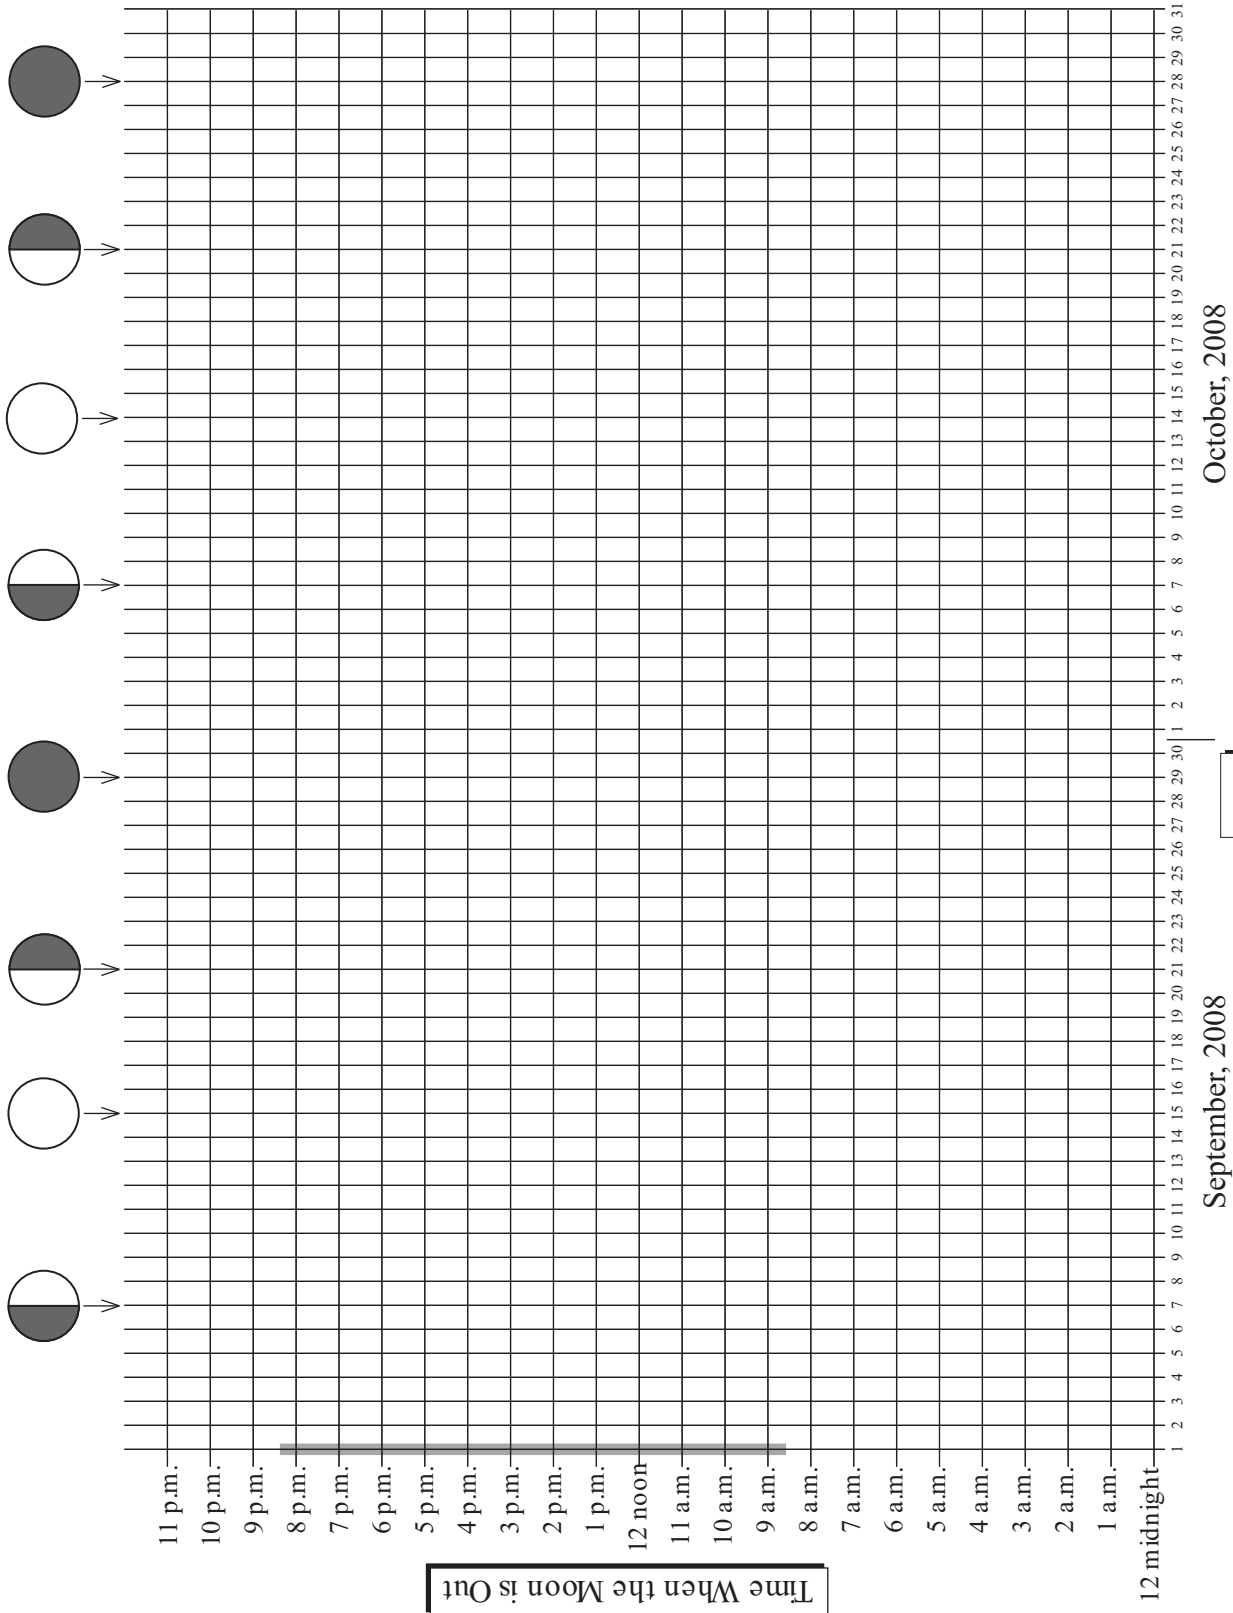 11 p.m.
10 p.m.
9 p.m.
8 p.m.
7 p.m.
6 p.m.
5 p.m.
4 p.m.
3 p.m.
2 p.m.
1 p.m.
12 noon
11 a.m.
10 a.m.
9 a.m.
8 a.m.
7 a.m.
6 a.m.
5 a.m.
4 a.m.
3 a.m.
2 a.m.
1 a.m.
12 midnight
Time When the Moon is Out
1 2 3 4 5 6 7 8 9 10 11 12 13 14 15 16 17 18 19 20 21 22 23 24 25 26 27 28 29 30
1 2 3 4 5 6 7 8 9 10 11 12 13 14 15 16 17 18 19 20 21 22 23 24 25 26 27 28 29 30 31
September, 2008
October, 2008